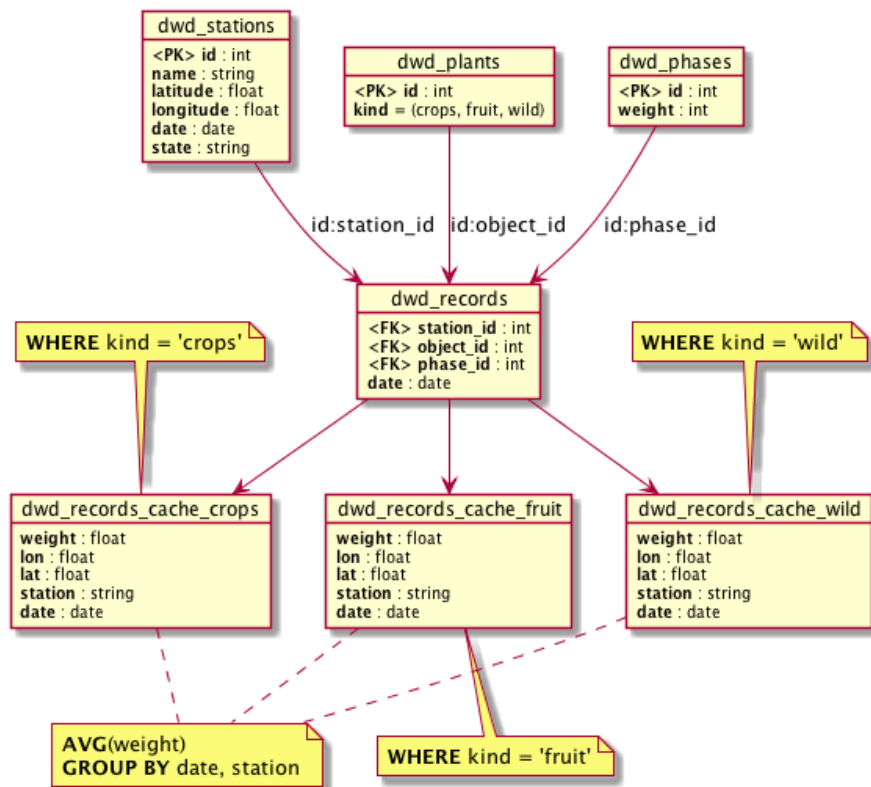 dwd_stations
<PK> id : int
name : string
latitude : float
longitude : float
date : date
state : string
dwd_plants
<PK> id : int
kind = (crops, fruit, wild)
dwd_phases
<PK> id : int
weight : int
id:station_id
id:object_id
id:phase_id
dwd_records
<FK> station_id : int
<FK> object_id : int
<FK> phase_id : int
date : date
WHERE kind = 'crops'
WHERE kind = 'wild'
dwd_records_cache_crops
weight : float
lon : float
lat : float
station : string
date : date
dwd_records_cache_fruit
weight : float
lon : float
lat : float
station : string
date : date
dwd_records_cache_wild
weight : float
lon : float
lat : float
station : string
date : date
AVG(weight)
GROUP BY date, station
WHERE kind = 'fruit'